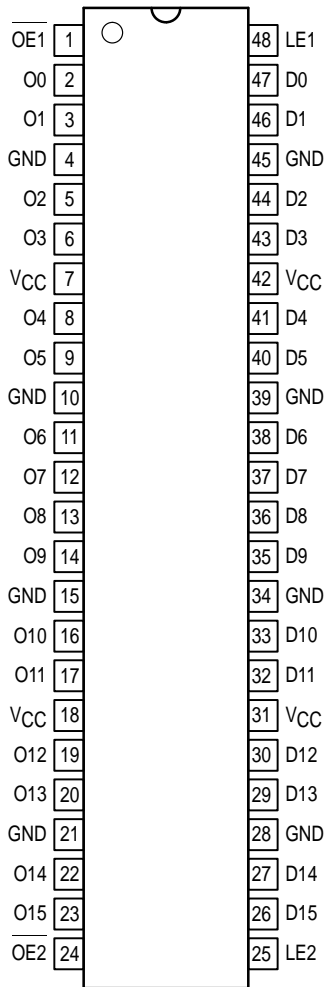 OE1 1 48 LE1
O0 2 47 D0
O1 3 46 D1
GND 4 45 GND
O2 5 44 D2
O3 6 43 D3
VCC 7 42 VCC
O4 8 41 D4
O5 9 40 D5
GND 10 39 GND
O6 11 38 D6
O7 12 37 D7
O8 13 36 D8
O9 14 35 D9
GND 15 34 GND
O10 16 33 D10
O11 17 32 D11
VCC 18 31 VCC
O12 19 30 D12
O13 20 29 D13
GND 21 28 GND
O14 22 27 D14
O15 23 26 D15
OE2 24 25 LE2